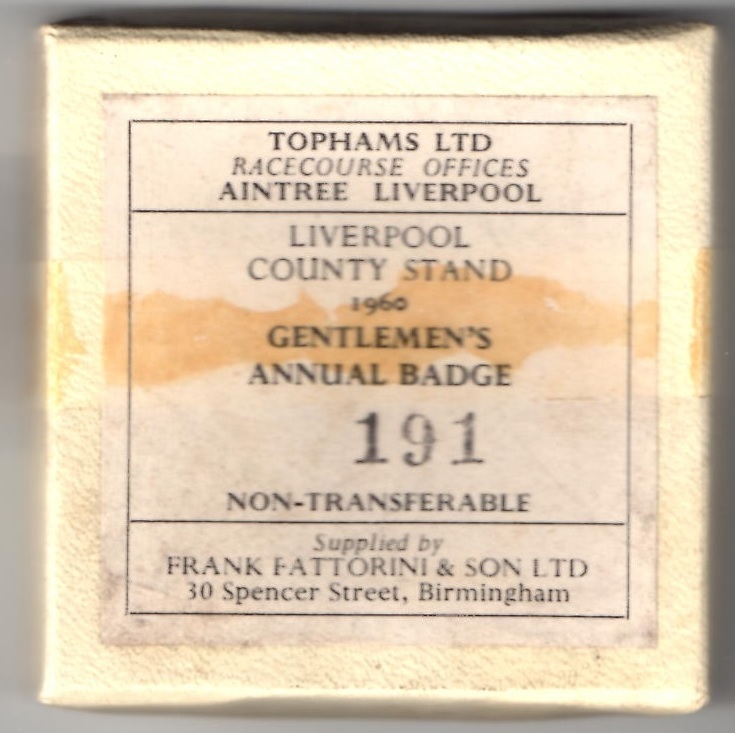 TOPHAMS LTD
RACECOURSE OFFICES
AINTREE LIVERPOOL
LIVERPOOL
COUNTY STAND
1960
GENTLEMEN'S
ANNUAL BADGE
191
NON-TRANSFERABLE
Supplied by
FRANK FATTORINI & SON LTD
30 Spencer Street, Birmingham